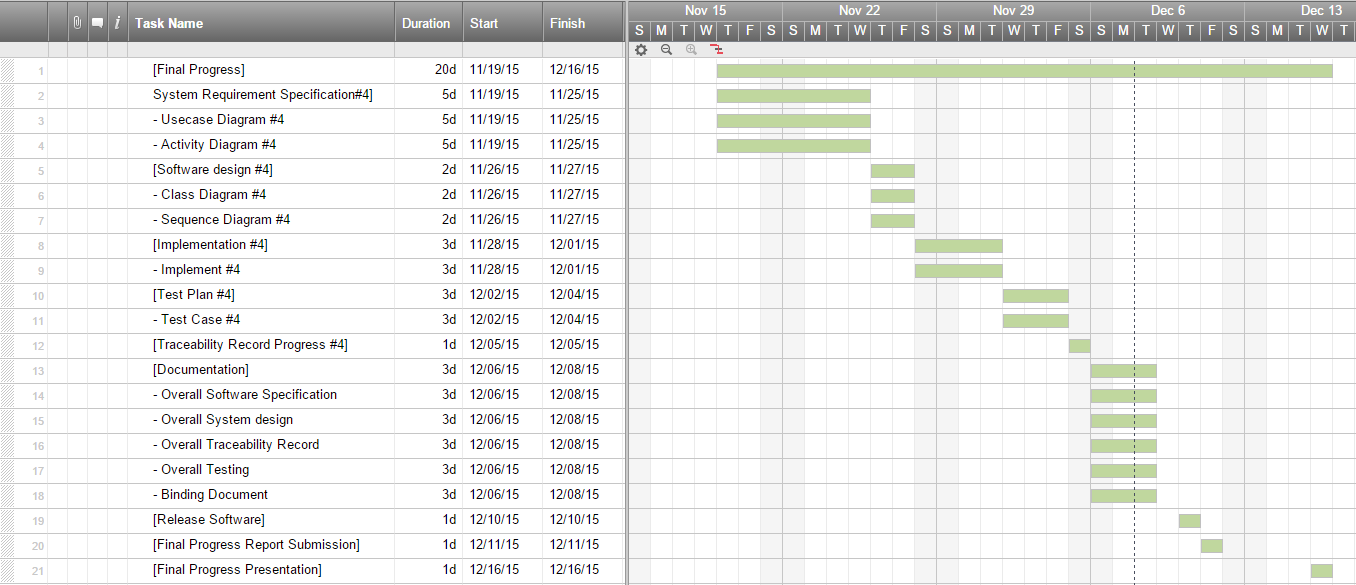 Task Name Duration Start Finish Nov 15 Nov 22 Nov 29 Dec 6 Dec 13
S M T W T F S S M T W T F S S M T W T F S S M T W T F S S M T W T
1 [Final Progress] 20d 11/19/15 12/16/15
2 System Requirement Specification#4] 5d 11/19/15 11/25/15
3 - Usecase Diagram #4 5d 11/19/15 11/25/15
4 - Activity Diagram #4 5d 11/19/15 11/25/15
5 [Software design #4] 2d 11/26/15 11/27/15
6 - Class Diagram #4 2d 11/26/15 11/27/15
7 - Sequence Diagram #4 2d 11/26/15 11/27/15
8 [Implementation #4] 3d 11/28/15 12/01/15
9 - Implement #4 3d 11/28/15 12/01/15
10 [Test Plan #4] 3d 12/02/15 12/04/15
11 - Test Case #4 3d 12/02/15 12/04/15
12 [Traceability Record Progress #4] 1d 12/05/15 12/05/15
13 [Documentation] 3d 12/06/15 12/08/15
14 - Overall Software Specification 3d 12/06/15 12/08/15
15 - Overall System design 3d 12/06/15 12/08/15
16 - Overall Traceability Record 3d 12/06/15 12/08/15
17 - Overall Testing 3d 12/06/15 12/08/15
18 - Binding Document 3d 12/06/15 12/08/15
19 [Release Software] 1d 12/10/15 12/10/15
20 [Final Progress Report Submission] 1d 12/11/15 12/11/15
21 [Final Progress Presentation] 1d 12/16/15 12/16/15